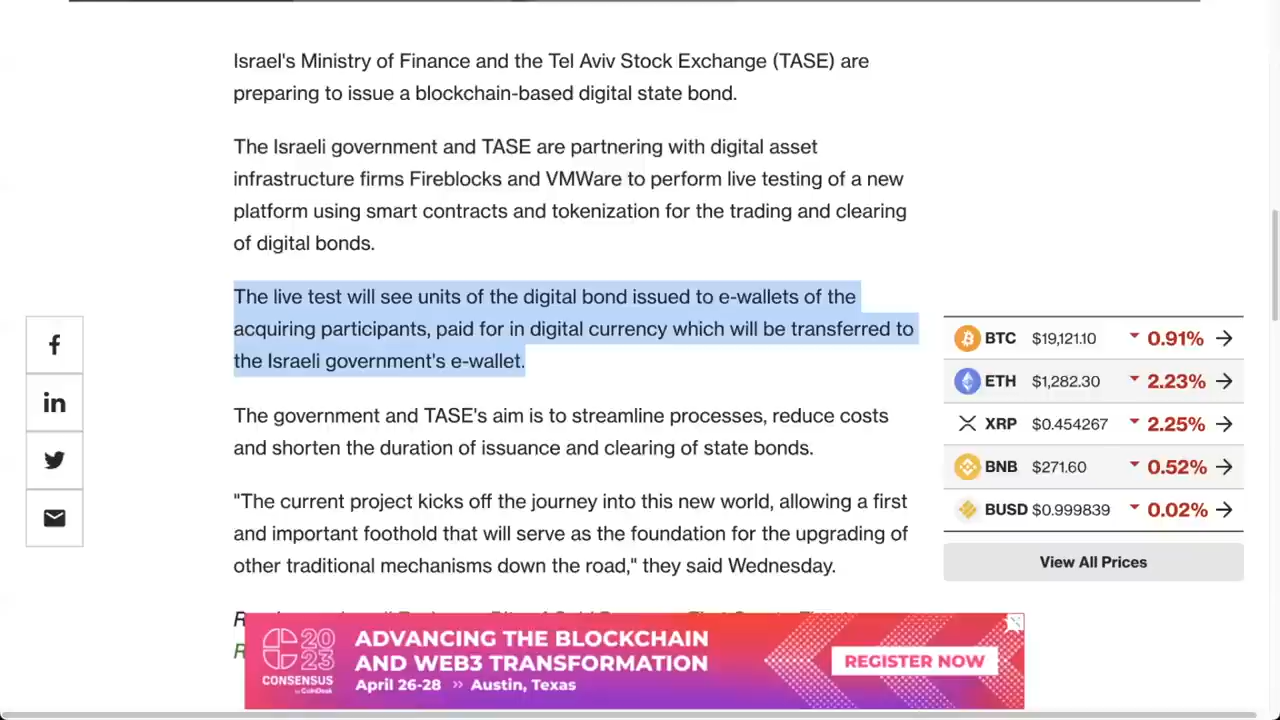 Israel's Ministry of Finance and the Tel Aviv Stock Exchange (TASE) are
preparing to issue a blockchain-based digital state bond.
The Israeli government and TASE are partnering with digital asset
infrastructure firms Fireblocks and VMWare to perform live testing of a new
platform using smart contracts and tokenization for the trading and clearing
of digital bonds.
The live test will see units of the digital bond issued to e-wallets of the
acquiring participants, paid for in digital currency which will be transferred to
the Israeli government's e-wallet.
The government and TASE's aim is to streamline processes, reduce costs
and shorten the duration of issuance and clearing of state bonds.
"The current project kicks off the journey into this new world, allowing a first
and important foothold that will serve as the foundation for the upgrading of
other traditional mechanisms down the road," they said Wednesday.
f
in
BTC $19,121.10 0.91%
ETH $1,282.30 2.23%
XRP $0.454267 2.25%
BNB $271.60 0.52%
BUSD $0.999839 0.02%
View All Prices
2023
CONSENSUS
by CoinDesk
ADVANCING THE BLOCKCHAIN
AND WEB3 TRANSFORMATION
April 26-28 » Austin, Texas
REGISTER NOW